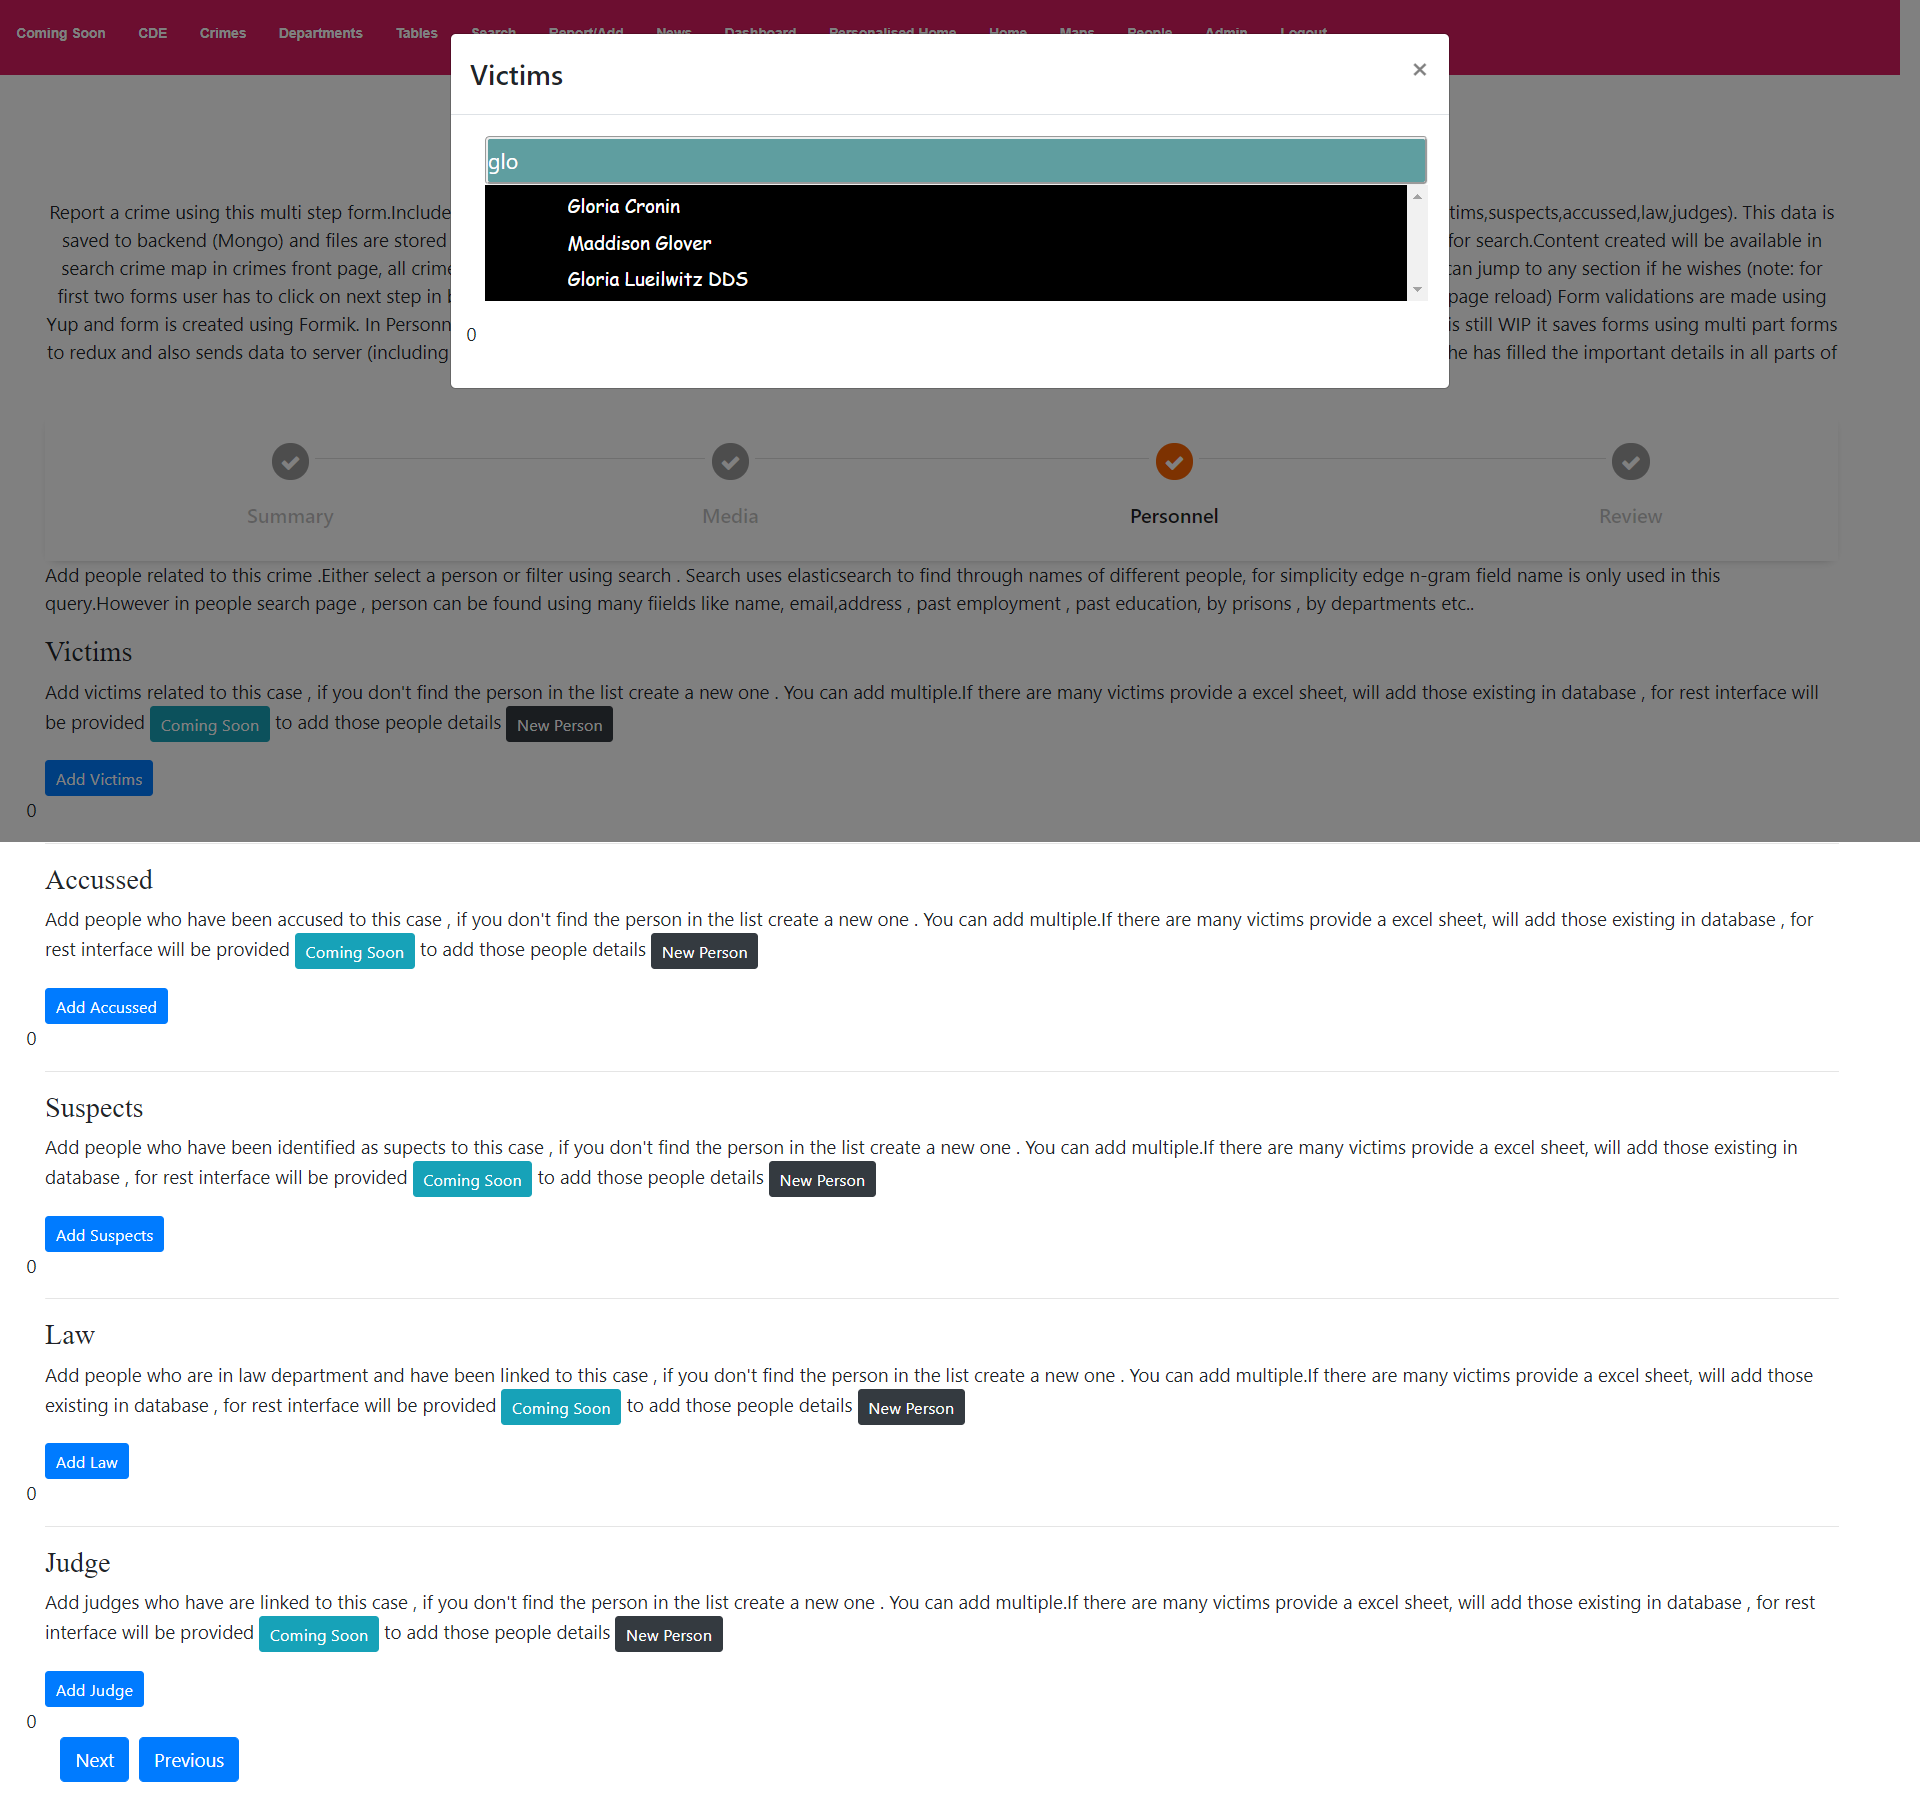 Coming Soon CDE Crimes Departments Tables Search Report/Add News Dashboard Personalised Home Home Maps People Admin Logout
Victims ×
glo
Gloria Cronin
Maddison Glover
Gloria Lueilwitz DDS
0
Report a crime using this multi step form.Include tims,suspects,accussed,law,judges). This data is
saved to backend (Mongo) and files are stored for search.Content created will be available in
search crime map in crimes front page, all crime can jump to any section if he wishes (note: for
first two forms user has to click on next step in page reload) Form validations are made using
Yup and form is created using Formik. In Personn is still WIP it saves forms using multi part forms
to redux and also sends data to server (including he has filled the important details in all parts of
Summary Media Personnel Review
Add people related to this crime .Either select a person or filter using search . Search uses elasticsearch to find through names of different people, for simplicity edge n-gram field name is only used in this
query.However in people search page , person can be found using many fiields like name, email,address , past employment , past education, by prisons , by departments etc..
Victims
Add victims related to this case , if you don't find the person in the list create a new one . You can add multiple.If there are many victims provide a excel sheet, will add those existing in database , for rest interface will
be provided Coming Soon to add those people details New Person
Add Victims
0
Accussed
Add people who have been accused to this case , if you don't find the person in the list create a new one . You can add multiple.If there are many victims provide a excel sheet, will add those existing in database , for
rest interface will be provided Coming Soon to add those people details New Person
Add Accussed
0
Suspects
Add people who have been identified as supects to this case , if you don't find the person in the list create a new one . You can add multiple.If there are many victims provide a excel sheet, will add those existing in
database , for rest interface will be provided Coming Soon to add those people details New Person
Add Suspects
0
Law
Add people who are in law department and have been linked to this case , if you don't find the person in the list create a new one . You can add multiple.If there are many victims provide a excel sheet, will add those
existing in database , for rest interface will be provided Coming Soon to add those people details New Person
Add Law
0
Judge
Add judges who have are linked to this case , if you don't find the person in the list create a new one . You can add multiple.If there are many victims provide a excel sheet, will add those existing in database , for rest
interface will be provided Coming Soon to add those people details New Person
Add Judge
0
Next Previous